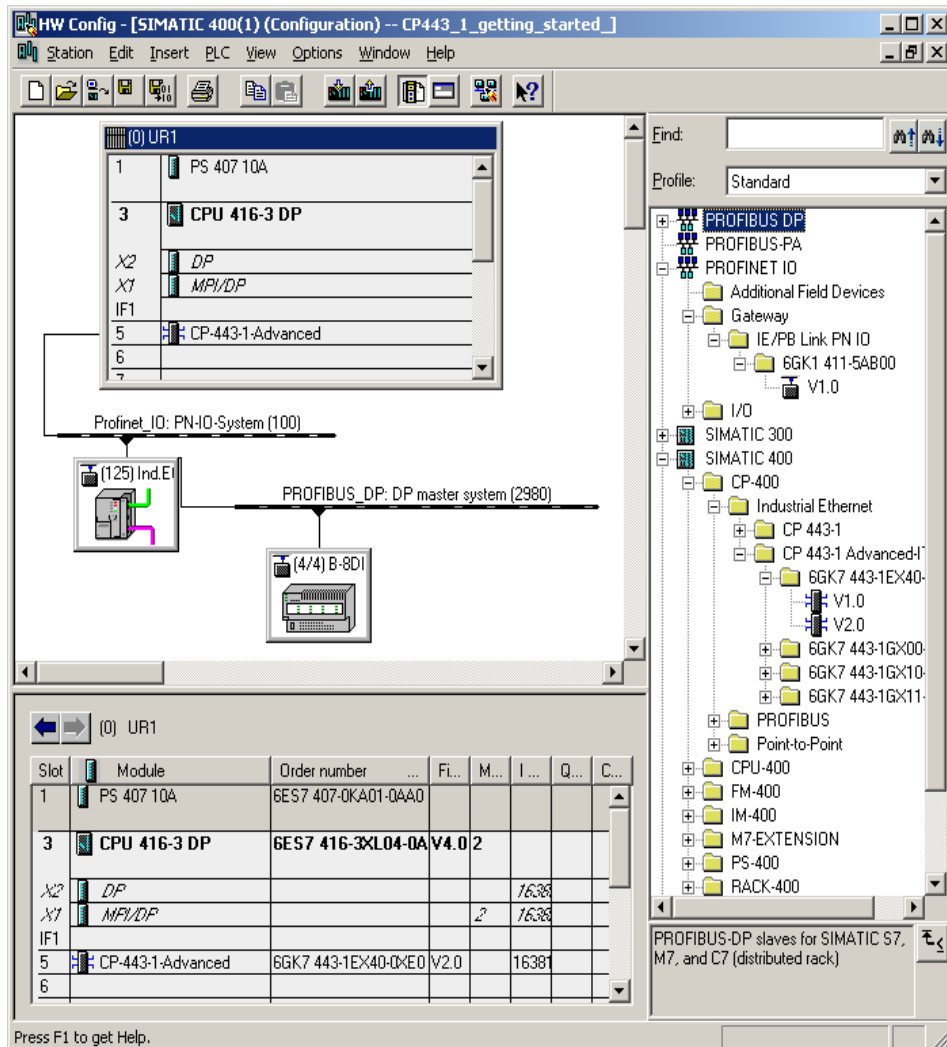 HW Config - [SIMATIC 400(1) (Configuration) -- CP443_1_getting_started_]
Station Edit Insert PLC View Options Window Help
(0) UR1
1 PS 407 10A
3 CPU 416-3 DP
X2 DP
X1 MPI/DP
IF1
5 CP-443-1-Advanced
6
7
Profinet_IO: PN-IO-System (100)
(125) Ind.E
PROFIBUS_DP: DP master system (2980)
(4/4) B-8DI
Find:
Profile: Standard
PROFIBUS DP
PROFIBUS-PA
PROFINET IO
Additional Field Devices
Gateway
IE/PB Link PN IO
6GK1 411-5AB00
V1.0
I/O
SIMATIC 300
SIMATIC 400
CP-400
Industrial Ethernet
CP 443-1
CP 443-1 Advanced-IT
6GK7 443-1EX40-
V1.0
V2.0
6GK7 443-1GX00-
6GK7 443-1GX10-
6GK7 443-1GX11-
PROFIBUS
Point-to-Point
CPU-400
FM-400
IM-400
M7-EXTENSION
PS-400
RACK-400
PROFIBUS-DP slaves for SIMATIC S7,
M7, and C7 (distributed rack)
(0) UR1
Slot Module Order number ... Fi... M... I ... Q... C...
1 PS 407 10A 6ES7 407-0KA01-0AA0
3 CPU 416-3 DP 6ES7 416-3XL04-0A V4.0 2
X2 DP 1638
X1 MPI/DP 2 1638
IF1
5 CP-443-1-Advanced 6GK7 443-1EX40-0XE0 V2.0 16381
6
Press F1 to get Help.